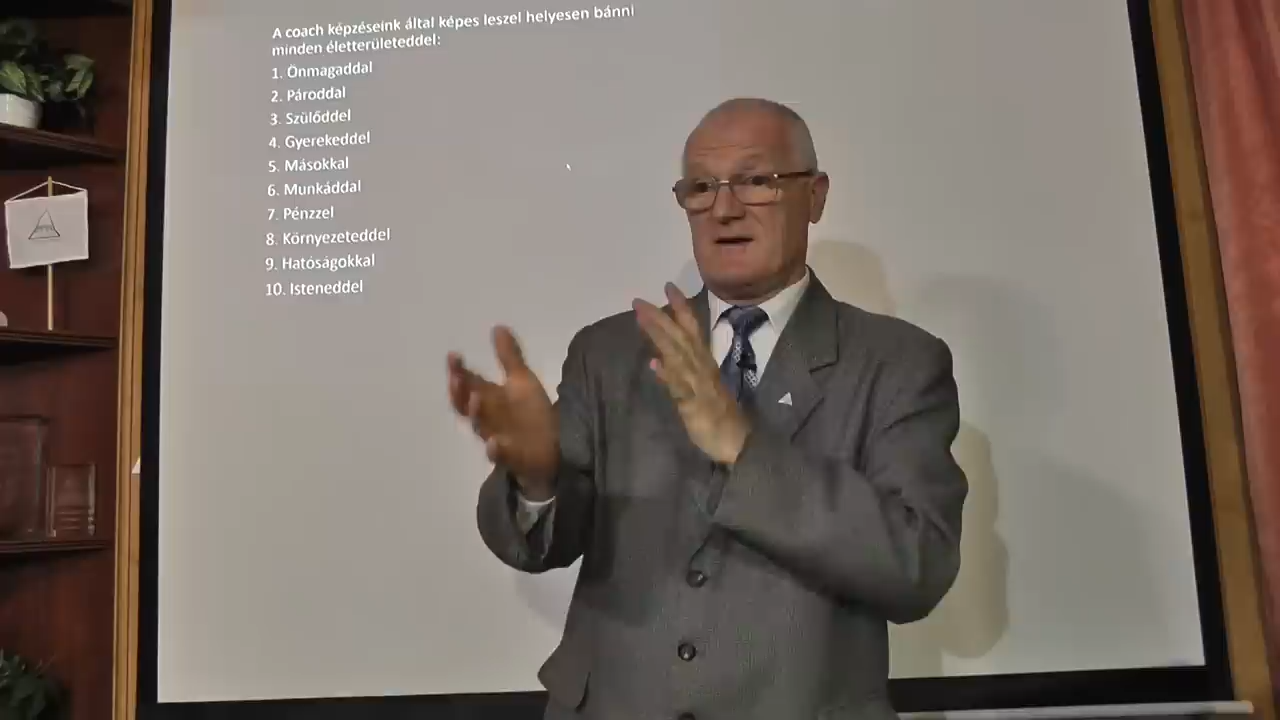 A coach képzéseink által képes leszel helyesen bánni
minden életterületeddel:
1. Önmagaddal
2. Pároddal
3. Szülőddel
4. Gyerekeddel
5. Másokkal
6. Munkáddal
7. Pénzzel
8. Környezeteddel
9. Hatóságokkal
10. Isteneddel